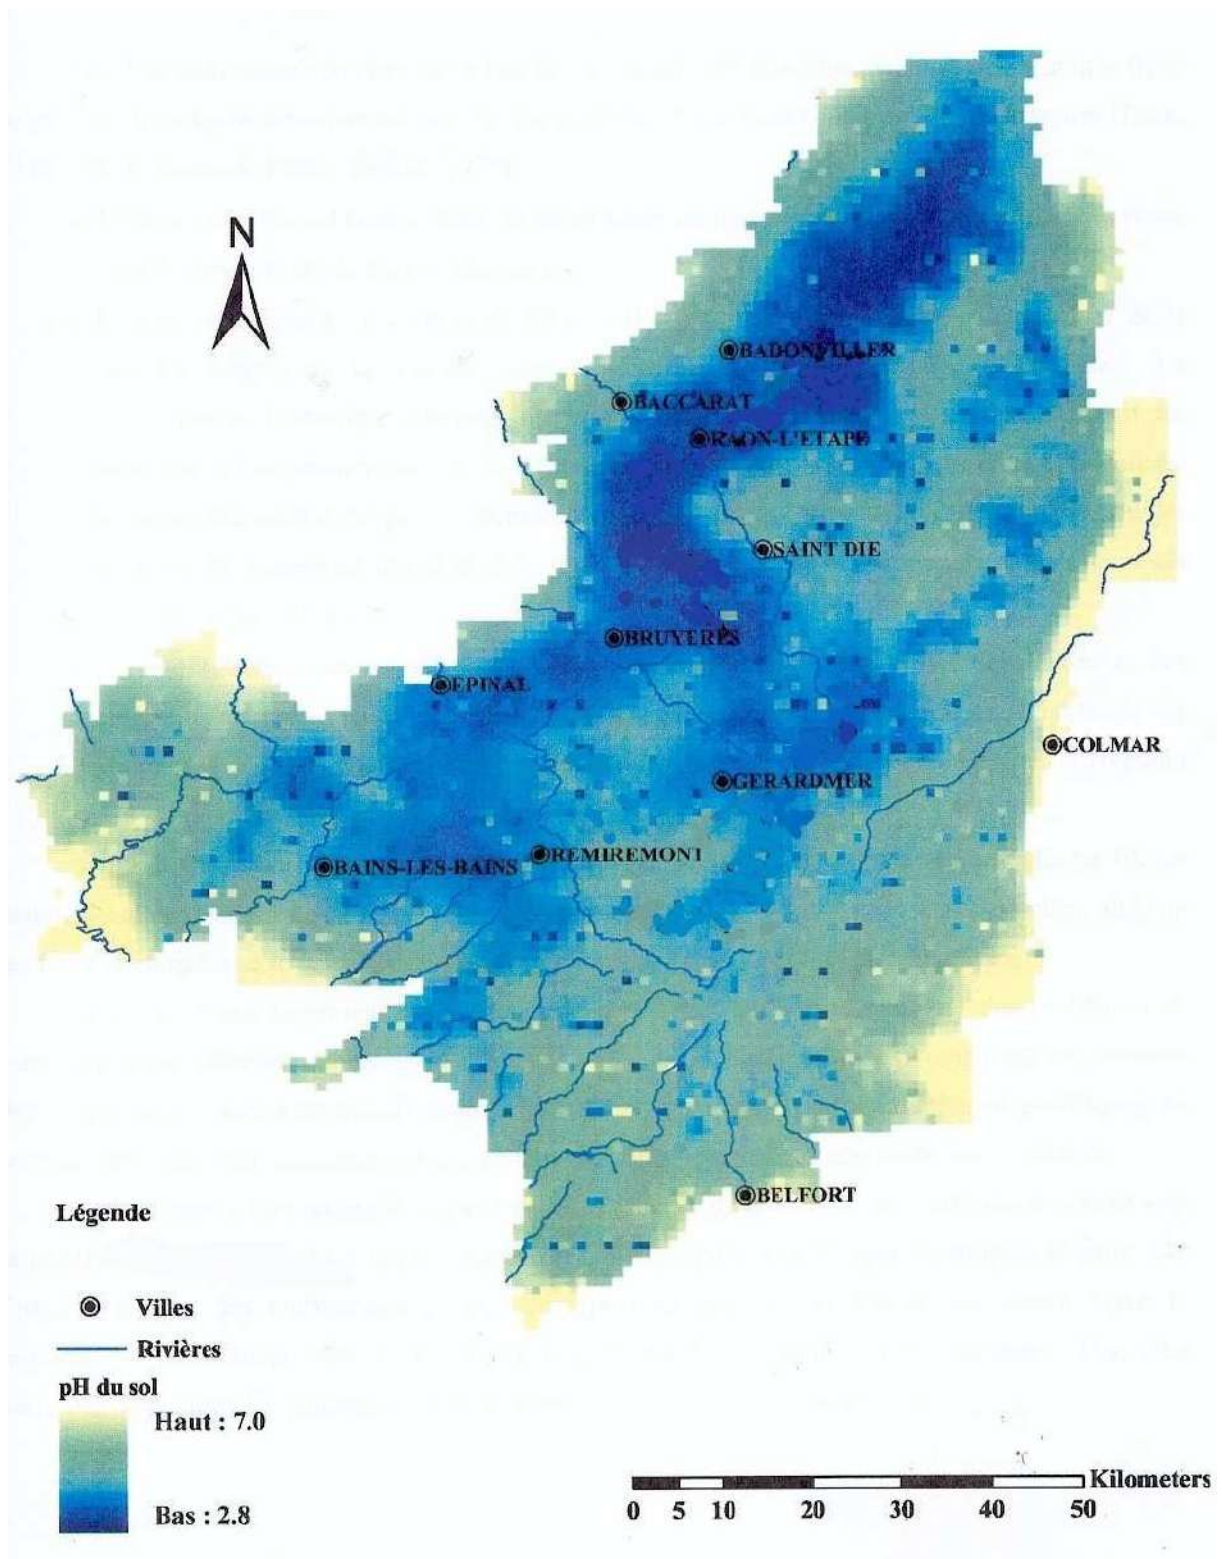 N
BADONVILLER
BACCARAT
RAON-L'ETAPE
SAINT DIE
BRUYERES
EPINAL
COLMAR
GERARDMER
REMIREMONT
BAINS-LES-BAINS
BELFORT
Légende
Villes
Rivières
pH du sol
Haut : 7.0
Bas : 2.8
Kilometers
0 5 10 20 30 40 50